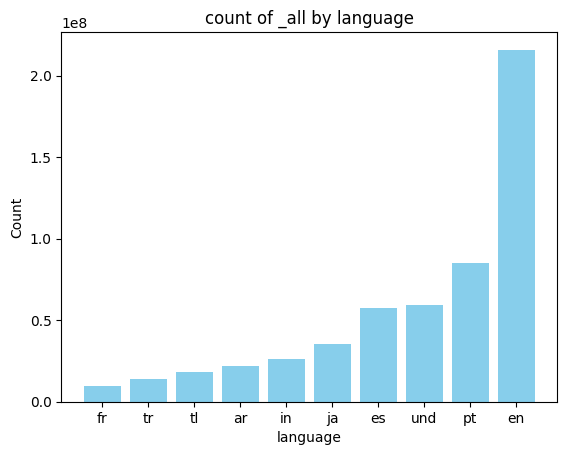 count of _all by language
1e8
2.0
1.5
1.0
0.5
0.0
Count
fr tr tl ar in ja es und pt en
language